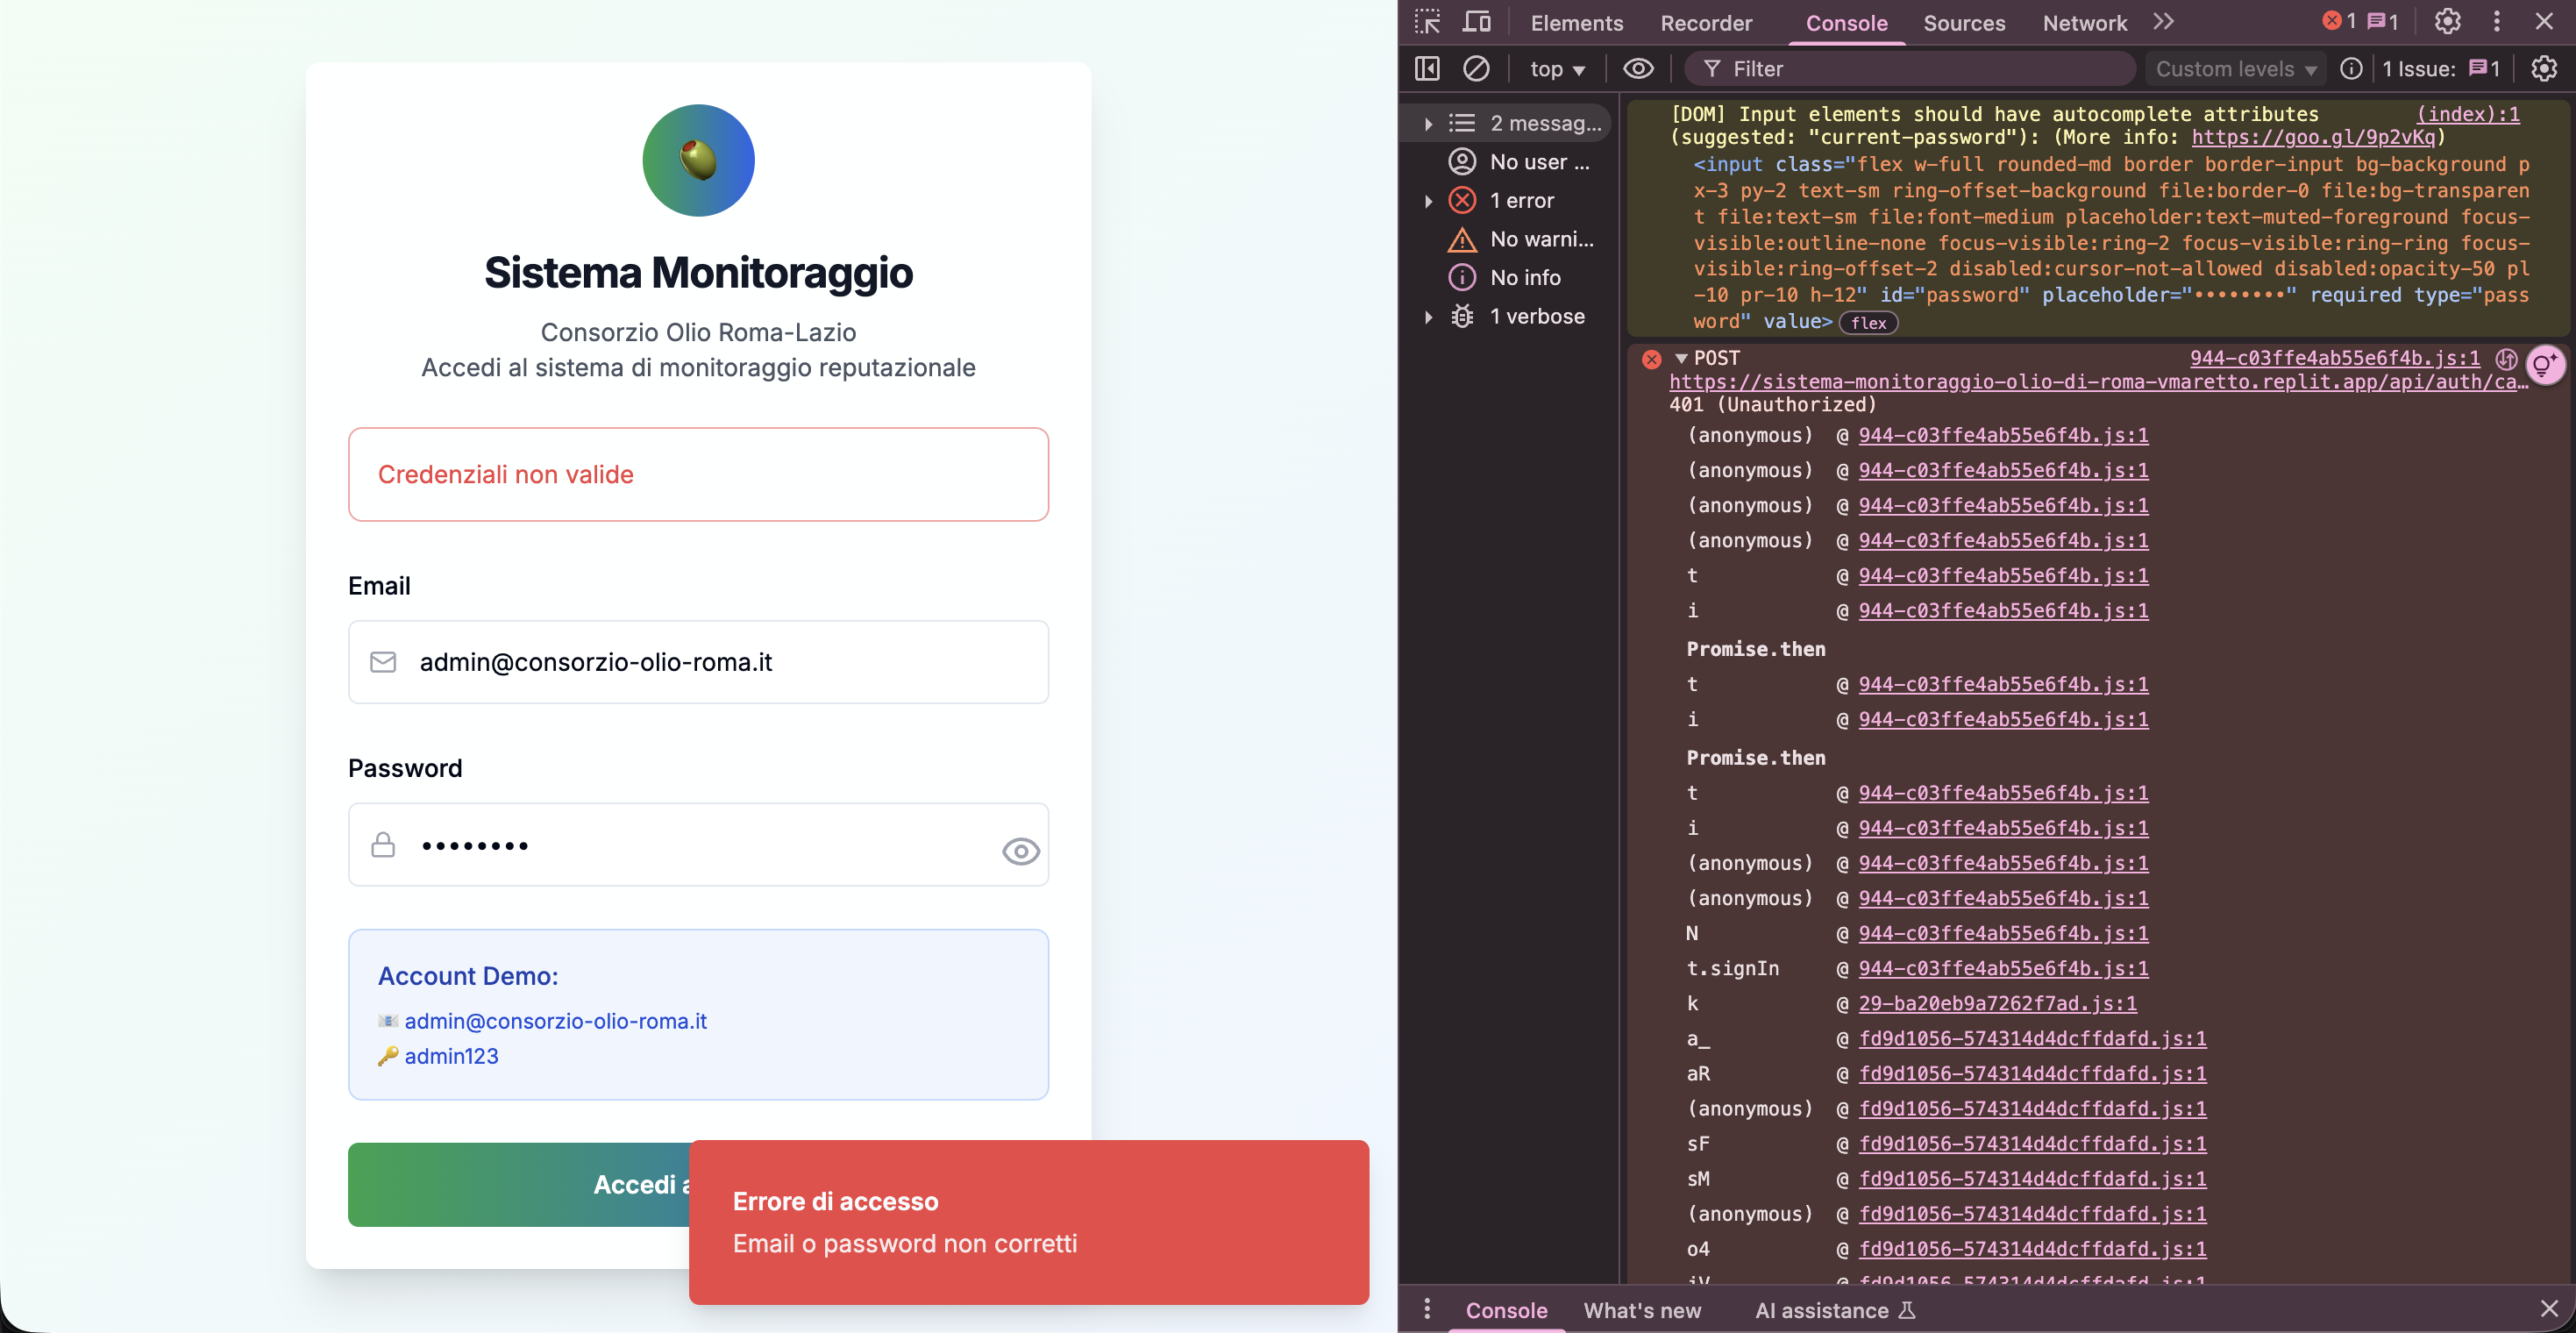 Sistema Monitoraggio
Consorzio Olio Roma-Lazio
Accedi al sistema di monitoraggio reputazionale
Credenziali non valide
Email
admin@consorzio-olio-roma.it
Password
••••••••
Account Demo:
📧 admin@consorzio-olio-roma.it
🔑 admin123
Accedi a
Errore di accesso
Email o password non corretti
Elements Recorder Console Sources Network 1 1
top Filter Custom levels 1 Issue: 1
2 messag...
No user ...
1 error
No warni...
No info
1 verbose
[DOM] Input elements should have autocomplete attributes (index):1
(suggested: "current-password"): (More info: https://goo.gl/9p2vKq)
<input class="flex w-full rounded-md border border-input bg-background p
x-3 py-2 text-sm ring-offset-background file:border-0 file:bg-transparen
t file:text-sm file:font-medium placeholder:text-muted-foreground focus-
visible:outline-none focus-visible:ring-2 focus-visible:ring-ring focus-
visible:ring-offset-2 disabled:cursor-not-allowed disabled:opacity-50 pl
-10 pr-10 h-12" id="password" placeholder="••••••••" required type="pass
word" value> flex
POST 944-c03ffe4ab55e6f4b.js:1
https://sistema-monitoraggio-olio-di-roma-vmaretto.replit.app/api/auth/ca…
401 (Unauthorized)
(anonymous) @ 944-c03ffe4ab55e6f4b.js:1
(anonymous) @ 944-c03ffe4ab55e6f4b.js:1
(anonymous) @ 944-c03ffe4ab55e6f4b.js:1
(anonymous) @ 944-c03ffe4ab55e6f4b.js:1
t @ 944-c03ffe4ab55e6f4b.js:1
i @ 944-c03ffe4ab55e6f4b.js:1
Promise.then
t @ 944-c03ffe4ab55e6f4b.js:1
i @ 944-c03ffe4ab55e6f4b.js:1
Promise.then
t @ 944-c03ffe4ab55e6f4b.js:1
i @ 944-c03ffe4ab55e6f4b.js:1
(anonymous) @ 944-c03ffe4ab55e6f4b.js:1
(anonymous) @ 944-c03ffe4ab55e6f4b.js:1
N @ 944-c03ffe4ab55e6f4b.js:1
t.signIn @ 944-c03ffe4ab55e6f4b.js:1
k @ 29-ba20eb9a7262f7ad.js:1
a_ @ fd9d1056-574314d4dcffdafd.js:1
aR @ fd9d1056-574314d4dcffdafd.js:1
(anonymous) @ fd9d1056-574314d4dcffdafd.js:1
sF @ fd9d1056-574314d4dcffdafd.js:1
sM @ fd9d1056-574314d4dcffdafd.js:1
(anonymous) @ fd9d1056-574314d4dcffdafd.js:1
o4 @ fd9d1056-574314d4dcffdafd.js:1
iV @ fd9d1056-574314d4dcffdafd.js:1
Console What's new AI assistance